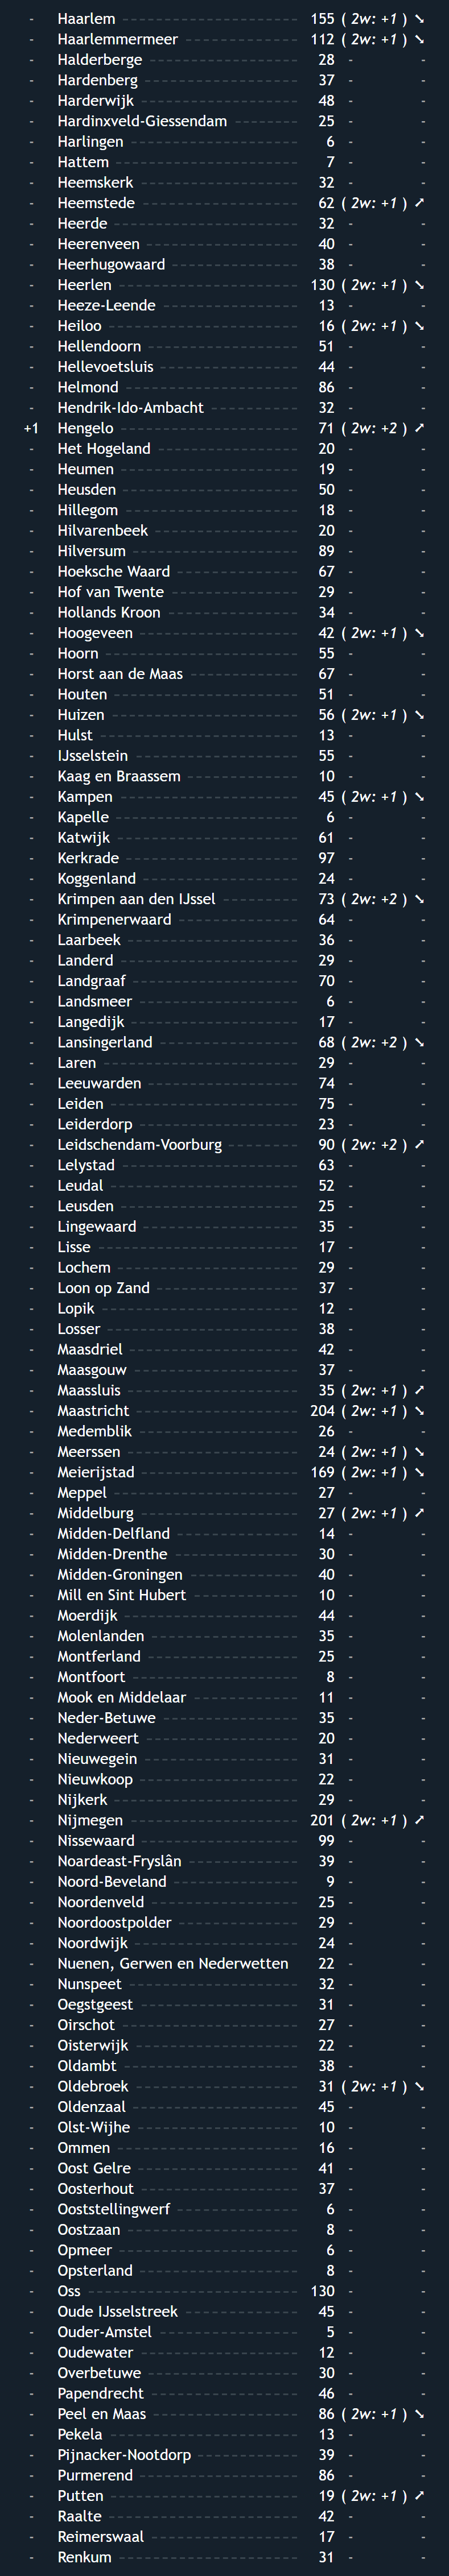 - Haarlem 155 ( 2w: +1 ) ➘
- Haarlemmermeer 112 ( 2w: +1 ) ➘
- Halderberge 28 - -
- Hardenberg 37 - -
- Harderwijk 48 - -
- Hardinxveld-Giessendam 25 - -
- Harlingen 6 - -
- Hattem 7 - -
- Heemskerk 32 - -
- Heemstede 62 ( 2w: +1 ) ➚
- Heerde 32 - -
- Heerenveen 40 - -
- Heerhugowaard 38 - -
- Heerlen 130 ( 2w: +1 ) ➘
- Heeze-Leende 13 - -
- Heiloo 16 ( 2w: +1 ) ➘
- Hellendoorn 51 - -
- Hellevoetsluis 44 - -
- Helmond 86 - -
- Hendrik-Ido-Ambacht 32 - -
+1 Hengelo 71 ( 2w: +2 ) ➚
- Het Hogeland 20 - -
- Heumen 19 - -
- Heusden 50 - -
- Hillegom 18 - -
- Hilvarenbeek 20 - -
- Hilversum 89 - -
- Hoeksche Waard 67 - -
- Hof van Twente 29 - -
- Hollands Kroon 34 - -
- Hoogeveen 42 ( 2w: +1 ) ➘
- Hoorn 55 - -
- Horst aan de Maas 67 - -
- Houten 51 - -
- Huizen 56 ( 2w: +1 ) ➘
- Hulst 13 - -
- IJsselstein 55 - -
- Kaag en Braassem 10 - -
- Kampen 45 ( 2w: +1 ) ➘
- Kapelle 6 - -
- Katwijk 61 - -
- Kerkrade 97 - -
- Koggenland 24 - -
- Krimpen aan den IJssel 73 ( 2w: +2 ) ➘
- Krimpenerwaard 64 - -
- Laarbeek 36 - -
- Landerd 29 - -
- Landgraaf 70 - -
- Landsmeer 6 - -
- Langedijk 17 - -
- Lansingerland 68 ( 2w: +2 ) ➘
- Laren 29 - -
- Leeuwarden 74 - -
- Leiden 75 - -
- Leiderdorp 23 - -
- Leidschendam-Voorburg 90 ( 2w: +2 ) ➚
- Lelystad 63 - -
- Leudal 52 - -
- Leusden 25 - -
- Lingewaard 35 - -
- Lisse 17 - -
- Lochem 29 - -
- Loon op Zand 37 - -
- Lopik 12 - -
- Losser 38 - -
- Maasdriel 42 - -
- Maasgouw 37 - -
- Maassluis 35 ( 2w: +1 ) ➚
- Maastricht 204 ( 2w: +1 ) ➘
- Medemblik 26 - -
- Meerssen 24 ( 2w: +1 ) ➘
- Meierijstad 169 ( 2w: +1 ) ➘
- Meppel 27 - -
- Middelburg 27 ( 2w: +1 ) ➚
- Midden-Delfland 14 - -
- Midden-Drenthe 30 - -
- Midden-Groningen 40 - -
- Mill en Sint Hubert 10 - -
- Moerdijk 44 - -
- Molenlanden 35 - -
- Montferland 25 - -
- Montfoort 8 - -
- Mook en Middelaar 11 - -
- Neder-Betuwe 35 - -
- Nederweert 20 - -
- Nieuwegein 31 - -
- Nieuwkoop 22 - -
- Nijkerk 29 - -
- Nijmegen 201 ( 2w: +1 ) ➚
- Nissewaard 99 - -
- Noardeast-Fryslân 39 - -
- Noord-Beveland 9 - -
- Noordenveld 25 - -
- Noordoostpolder 29 - -
- Noordwijk 24 - -
- Nuenen, Gerwen en Nederwetten 22 - -
- Nunspeet 32 - -
- Oegstgeest 31 - -
- Oirschot 27 - -
- Oisterwijk 22 - -
- Oldambt 38 - -
- Oldebroek 31 ( 2w: +1 ) ➘
- Oldenzaal 45 - -
- Olst-Wijhe 10 - -
- Ommen 16 - -
- Oost Gelre 41 - -
- Oosterhout 37 - -
- Ooststellingwerf 6 - -
- Oostzaan 8 - -
- Opmeer 6 - -
- Opsterland 8 - -
- Oss 130 - -
- Oude IJsselstreek 45 - -
- Ouder-Amstel 5 - -
- Oudewater 12 - -
- Overbetuwe 30 - -
- Papendrecht 46 - -
- Peel en Maas 86 ( 2w: +1 ) ➘
- Pekela 13 - -
- Pijnacker-Nootdorp 39 - -
- Purmerend 86 - -
- Putten 19 ( 2w: +1 ) ➚
- Raalte 42 - -
- Reimerswaal 17 - -
- Renkum 31 - -